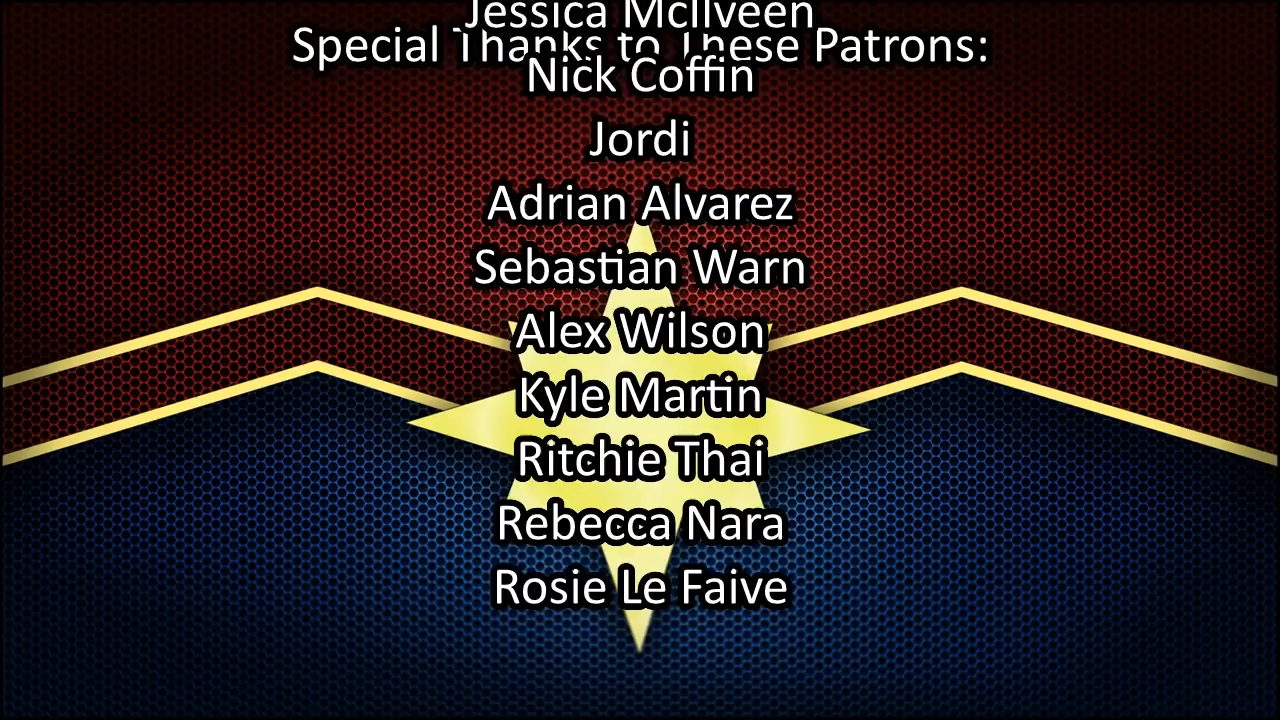 Jessica McIlveen
Special Thanks to These Patrons:
Nick Coffin
Jordi
Adrian Alvarez
Sebastian Warn
Alex Wilson
Kyle Martin
Ritchie Thai
Rebecca Nara
Rosie Le Faive